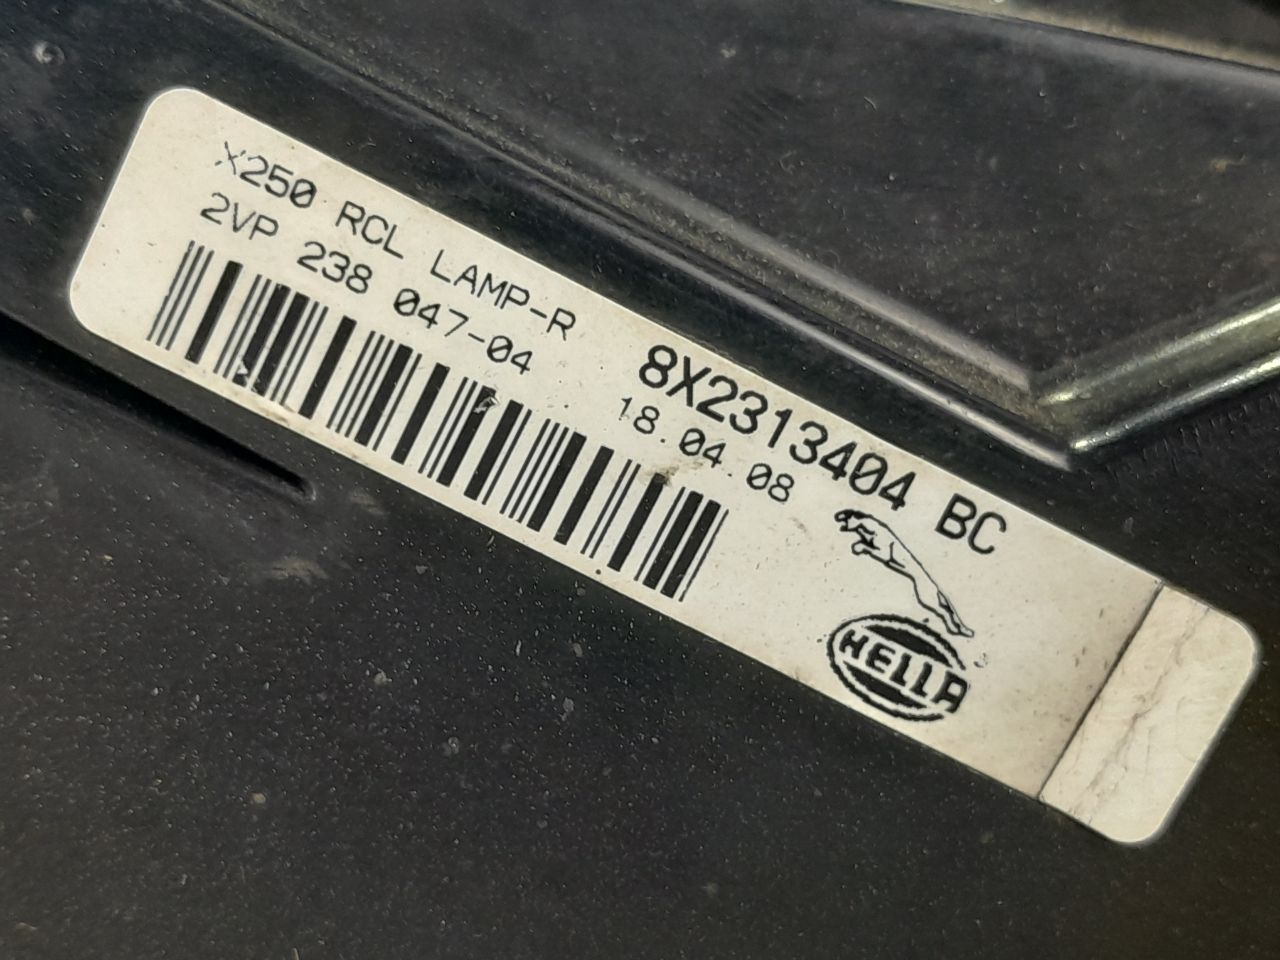 X250 RCL LAMP-R
2VP 238 047-04
8X2313404 BC
18.04.08
HELLA